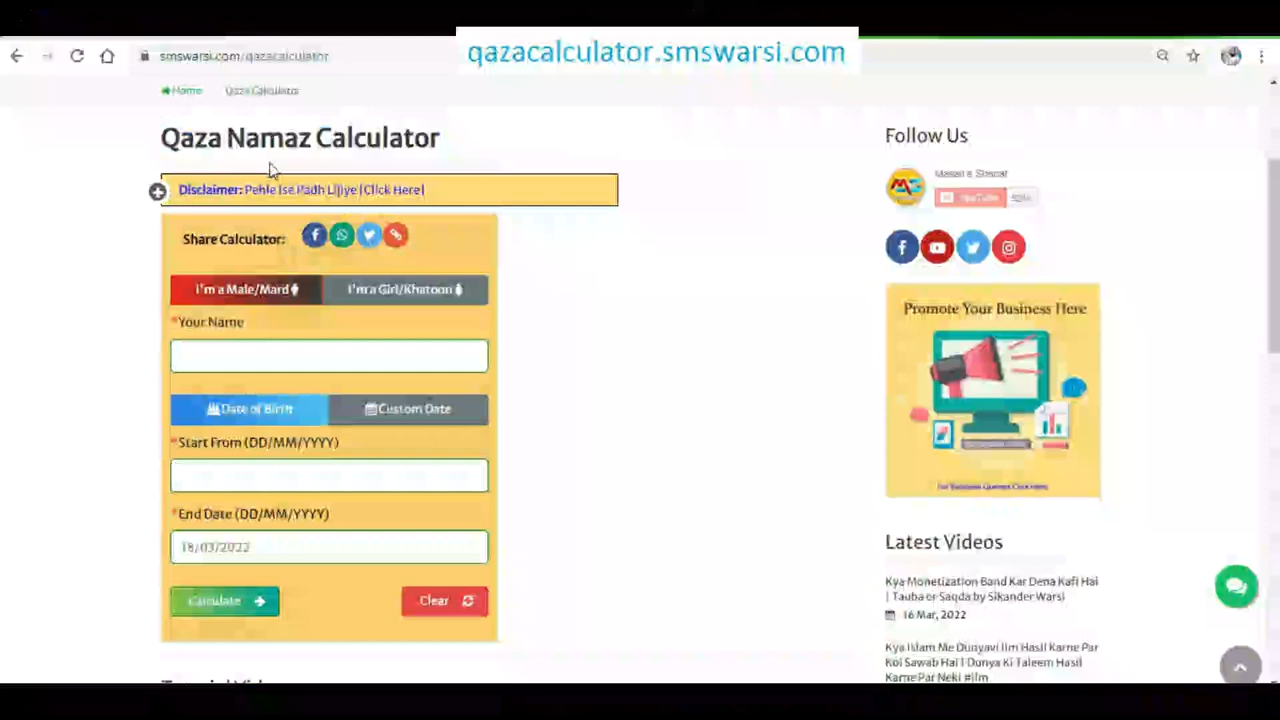 qazacalculator.smswarsi.com
smswarsi.com/qazacalculator
Home Qaza Calculator
Qaza Namaz Calculator
Disclaimer: Pehle Ise Padh Lijiye [Click Here]
Share Calculator:
I'm a Male/Mard I'm a Girl/Khatoon
*Your Name
Date of Birth Custom Date
*Start From (DD/MM/YYYY)
*End Date (DD/MM/YYYY)
18/03/2022
Calculate Clear
Follow Us
YouTube
Promote Your Business Here
Latest Videos
Kya Monetization Band Kar Dena Kafi Hai
| Tauba or Saqda by Sikander Warsi
16 Mar, 2022
Kya Islam Me Dunyavi Ilm Hasil Karne Par
Koi Sawab Hai | Dunya Ki Taleem Hasil
Karne Par Neki #ilm